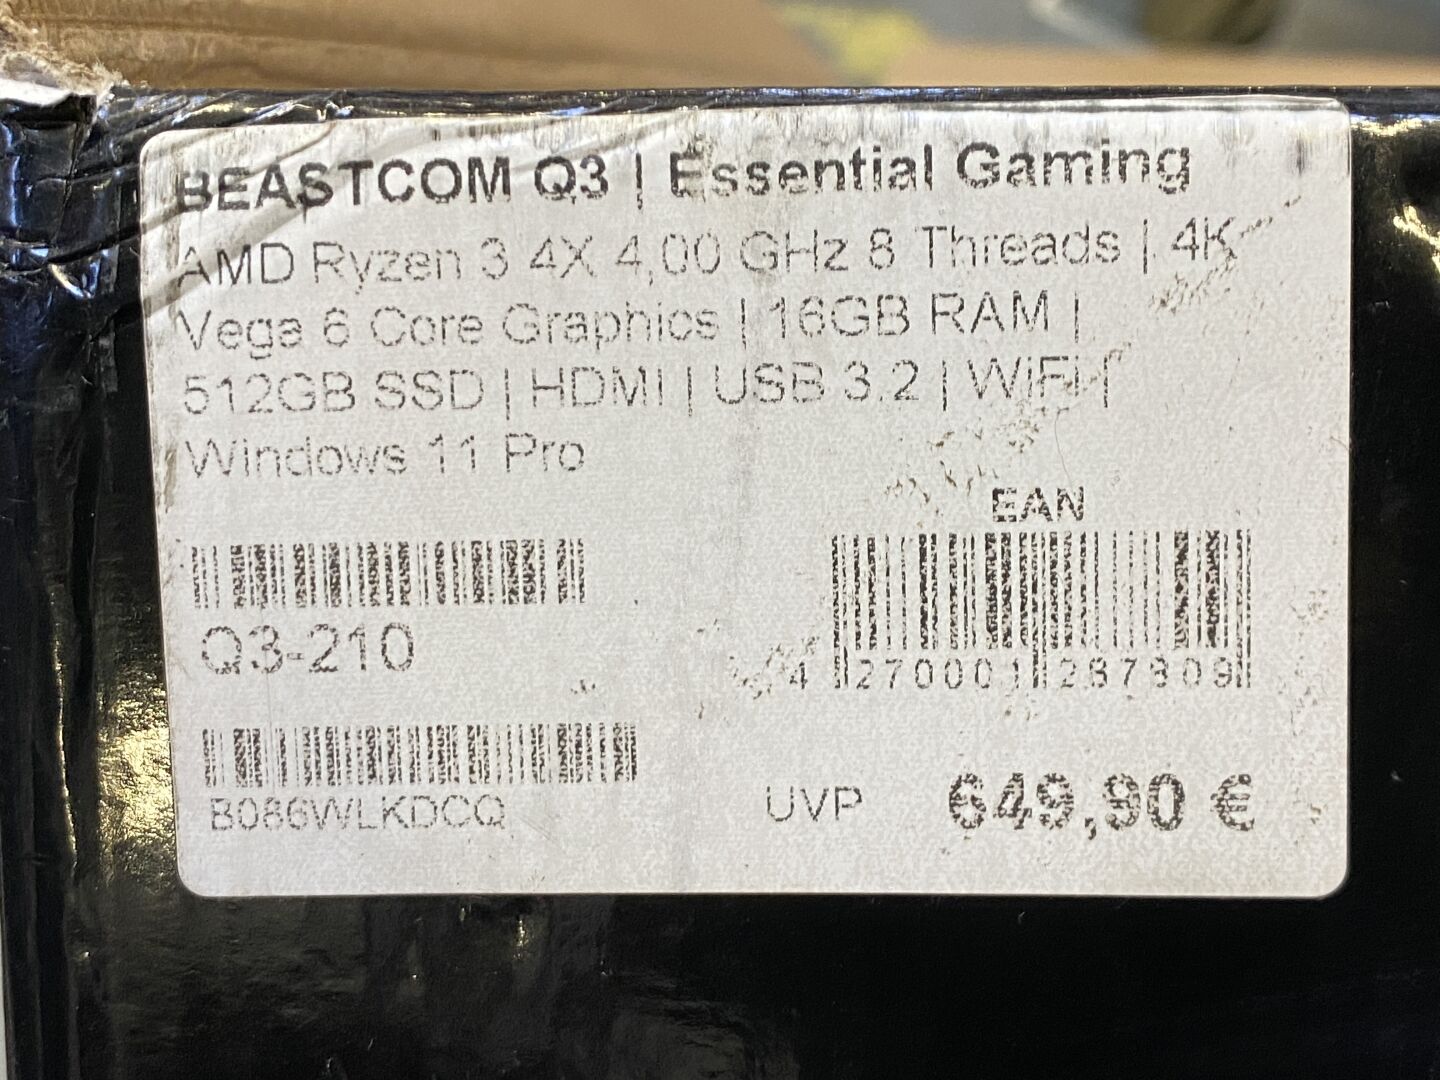 BEASTCOM Q3 | Essential Gaming
AMD Ryzen 3 4X 4,00 GHz 8 Threads | 4K
Vega 6 Core Graphics | 16GB RAM |
512GB SSD | HDMI | USB 3.2 | WiFi |
Windows 11 Pro
EAN
Q3-210
4 270001 287809
B086WLKDCQ
UVP 649,90 €